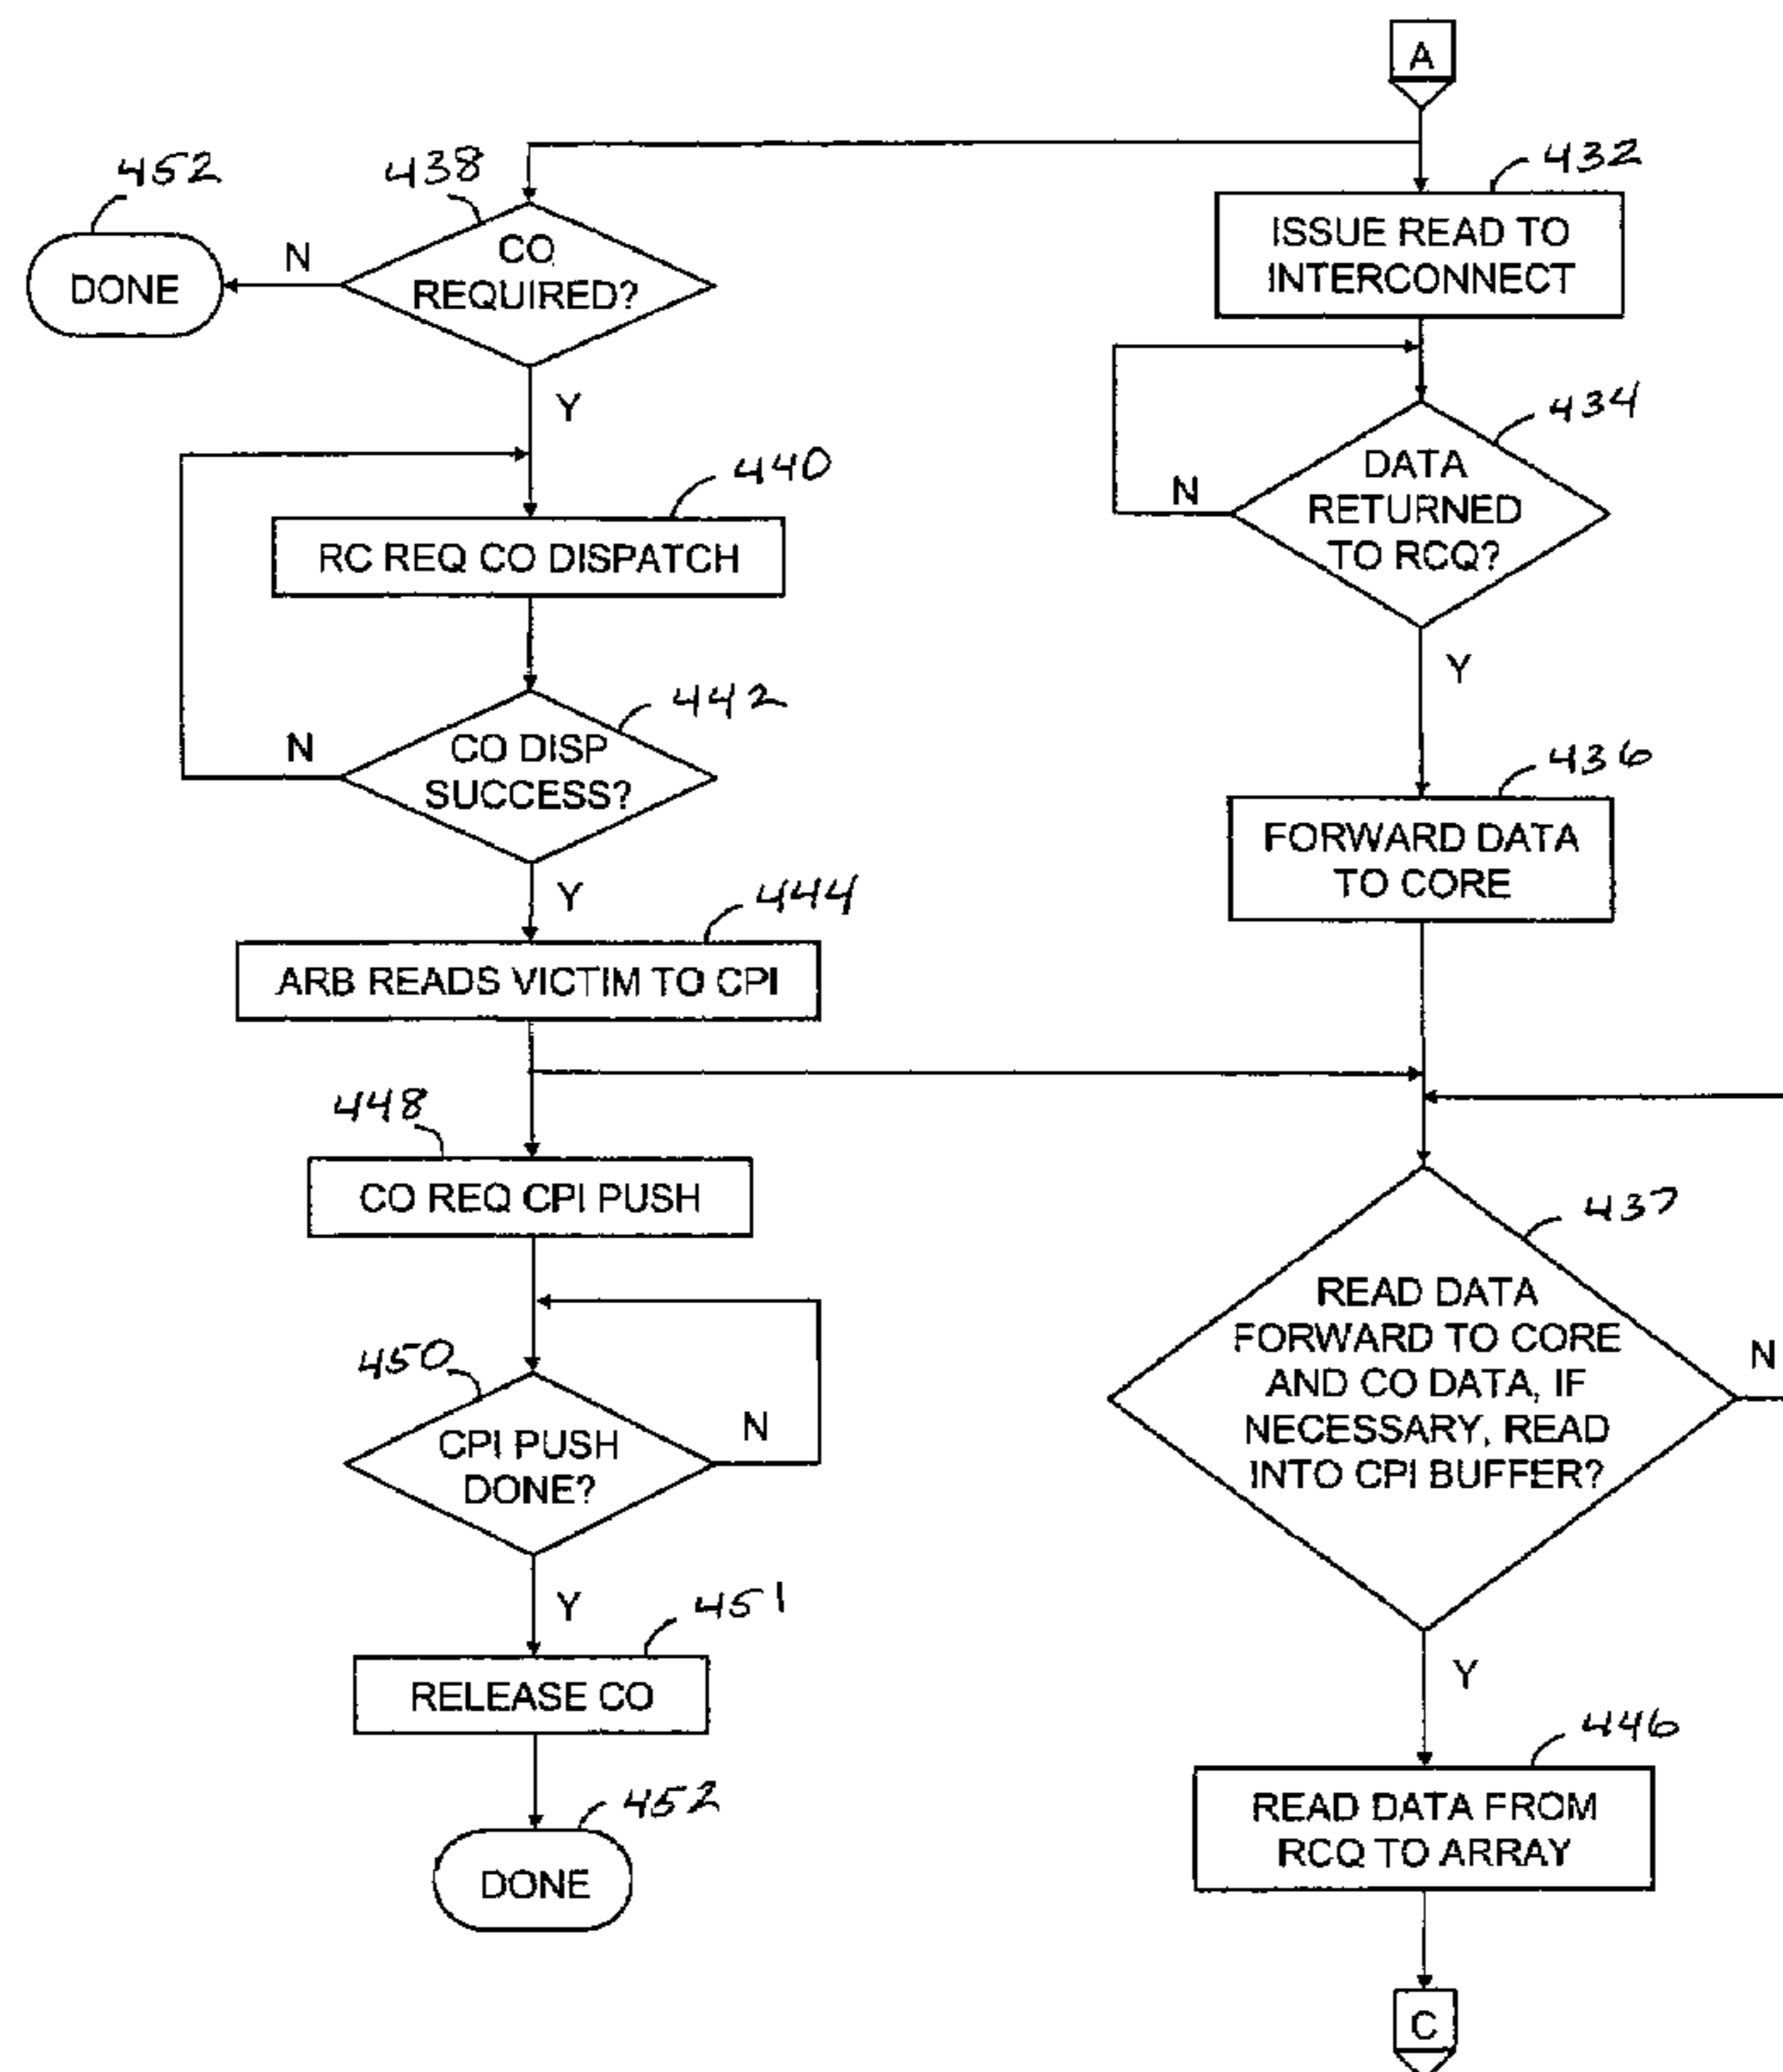 A
452
438
432
DONE
N
CO
REQUIRED?
ISSUE READ TO
INTERCONNECT
Y
434
440
N
DATA
RETURNED
TO RCQ?
RC REQ CO DISPATCH
Y
442
N
CO DISP
SUCCESS?
436
FORWARD DATA
TO CORE
Y
444
ARB READS VICTIM TO CPI
448
CO REQ CPI PUSH
437
READ DATA
FORWARD TO CORE
AND CO DATA, IF
NECESSARY, READ
INTO CPI BUFFER?
N
450
CPI PUSH
DONE?
N
Y
451
RELEASE CO
Y
446
READ DATA FROM
RCQ TO ARRAY
452
DONE
C